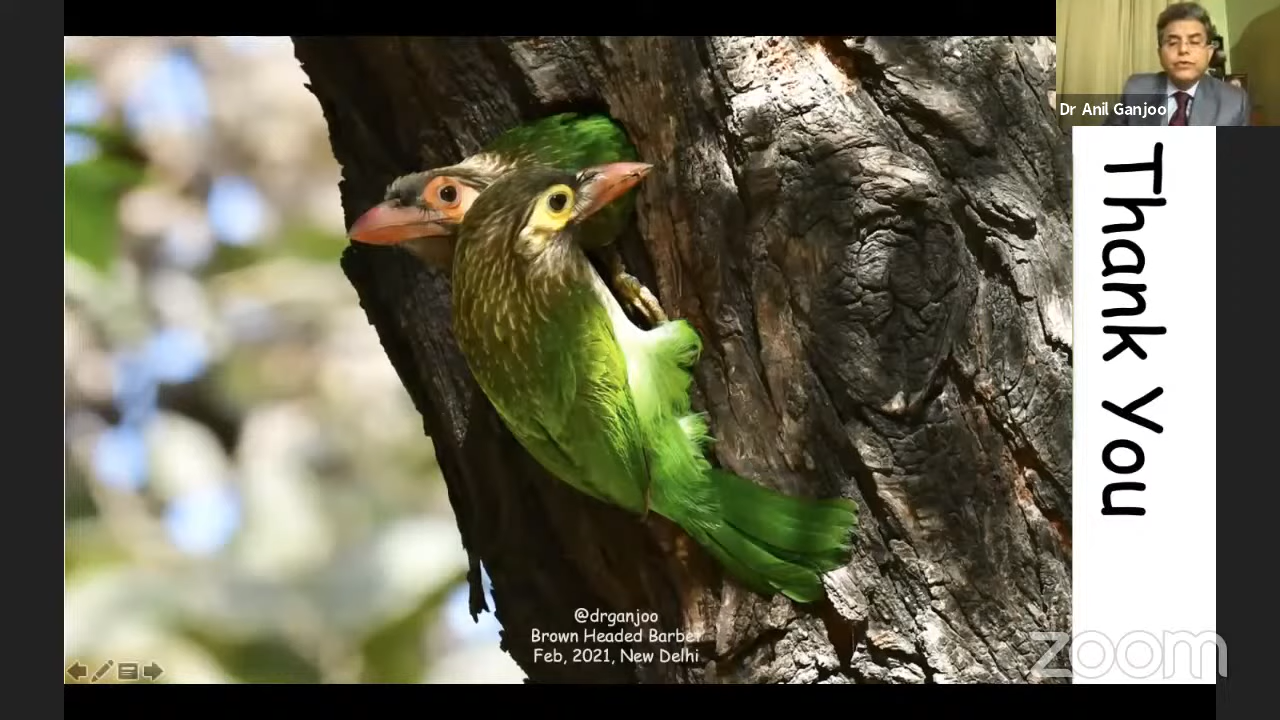 Dr Anil Ganjoo
Thank You
@drganjoo
Brown Headed Barbet
Feb, 2021, New Delhi
zoom